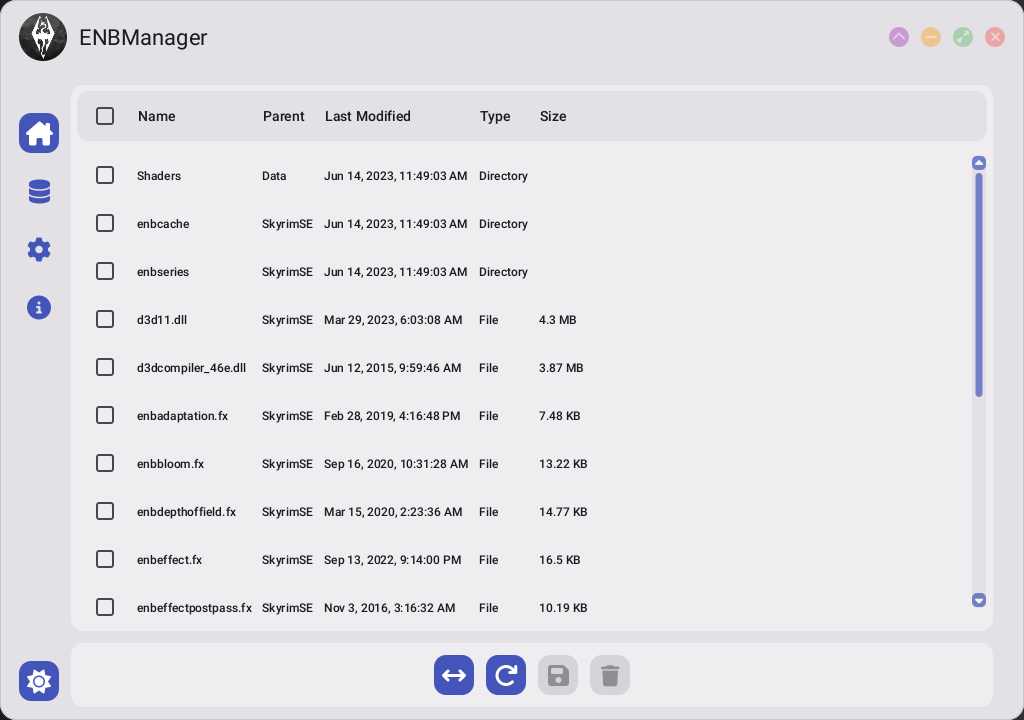 ENBManager
Name Parent Last Modified Type Size
Shaders Data Jun 14, 2023, 11:49:03 AM Directory
enbcache SkyrimSE Jun 14, 2023, 11:49:03 AM Directory
enbseries SkyrimSE Jun 14, 2023, 11:49:03 AM Directory
d3d11.dll SkyrimSE Mar 29, 2023, 6:03:08 AM File 4.3 MB
d3dcompiler_46e.dll SkyrimSE Jun 12, 2015, 9:59:46 AM File 3.87 MB
enbadaptation.fx SkyrimSE Feb 28, 2019, 4:16:48 PM File 7.48 KB
enbbloom.fx SkyrimSE Sep 16, 2020, 10:31:28 AM File 13.22 KB
enbdepthoffield.fx SkyrimSE Mar 15, 2020, 2:23:36 AM File 14.77 KB
enbeffect.fx SkyrimSE Sep 13, 2022, 9:14:00 PM File 16.5 KB
enbeffectpostpass.fx SkyrimSE Nov 3, 2016, 3:16:32 AM File 10.19 KB